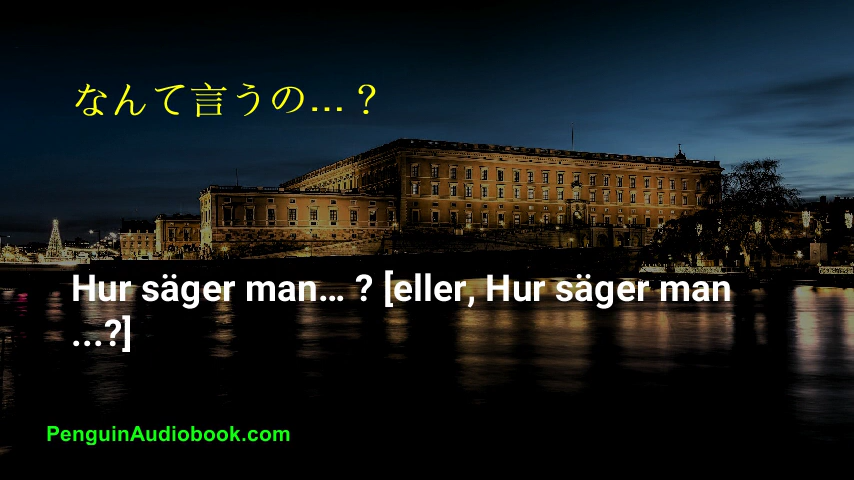 なんて言うの…？
Hur säger man… ? [eller, Hur säger man
...?]
PenguinAudiobook.com